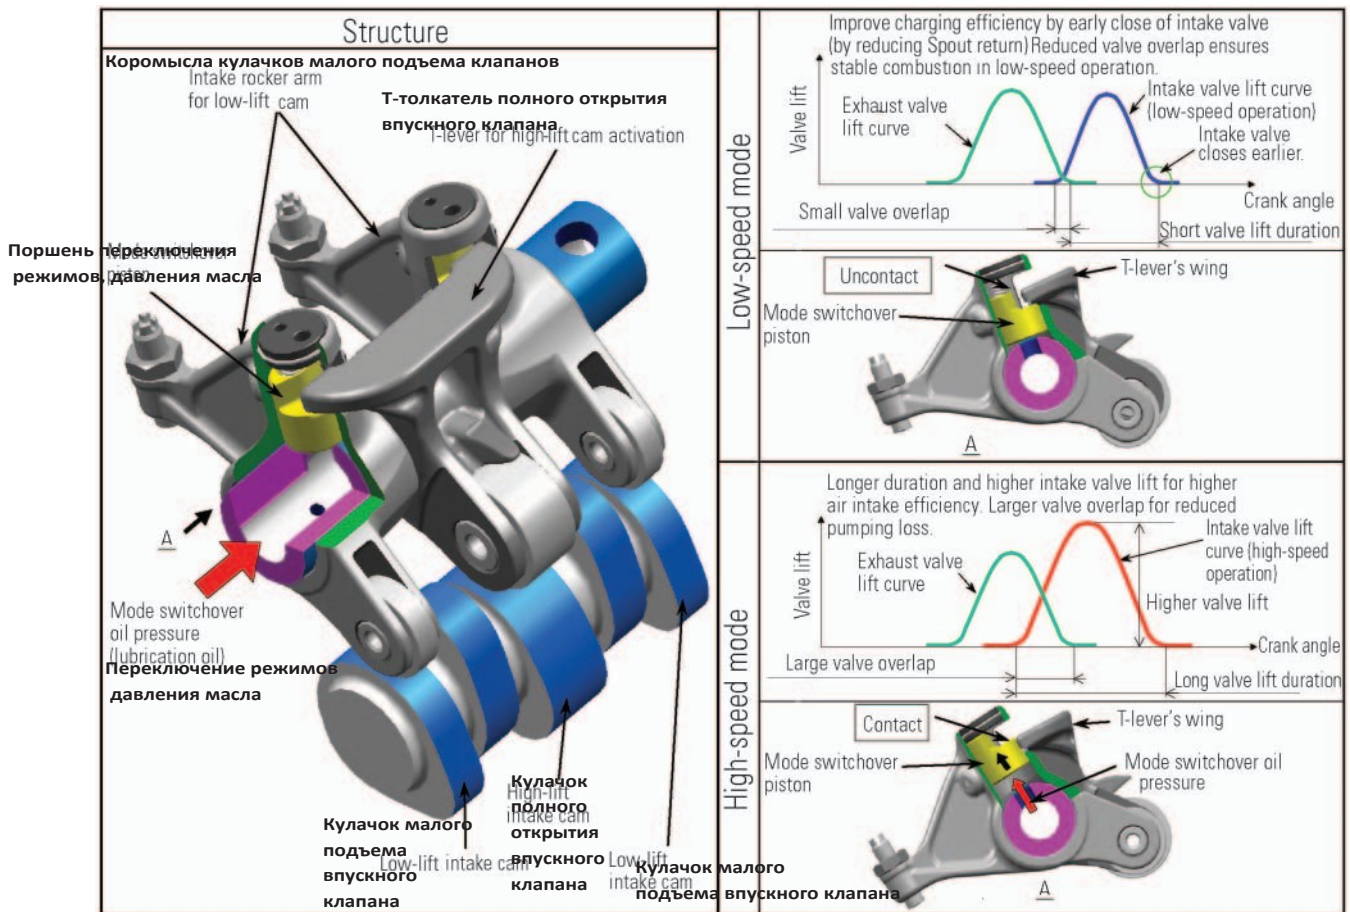 Structure
Коромысла кулачков малого подъема клапанов
Intake rocker arm
for low-lift cam
Т-толкатель полного открытия
впускного клапана
T-lever for high-lift cam activation
Поршень переключения
режимов, давления масла
Mode switchover
piston
A
Mode switchover
oil pressure
(lubrication oil)
Переключение режимов
давления масла
Кулачок малого
подъема
впускного
клапана
Low-lift intake cam
Кулачок
полного
открытия
впускного
клапана
High-lift
intake cam
Low-lift
intake cam
Кулачок малого
подъема впускного клапана
Low-speed mode
Improve charging efficiency by early close of intake valve
(by reducing Spout return) Reduced valve overlap ensures
stable combustion in low-speed operation.
Valve lift
Exhaust valve
lift curve
Intake valve lift curve
(low-speed operation)
Intake valve
closes earlier.
Crank angle
Small valve overlap
Short valve lift duration
Uncontact
T-lever's wing
Mode switchover
piston
A
High-speed mode
Longer duration and higher intake valve lift for higher
air intake efficiency. Larger valve overlap for reduced
pumping loss.
Valve lift
Exhaust valve
lift curve
Intake valve lift
curve (high-speed
operation)
Higher valve lift
Crank angle
Large valve overlap
Long valve lift duration
Contact
T-lever's wing
Mode switchover
piston
Mode switchover oil
pressure
A